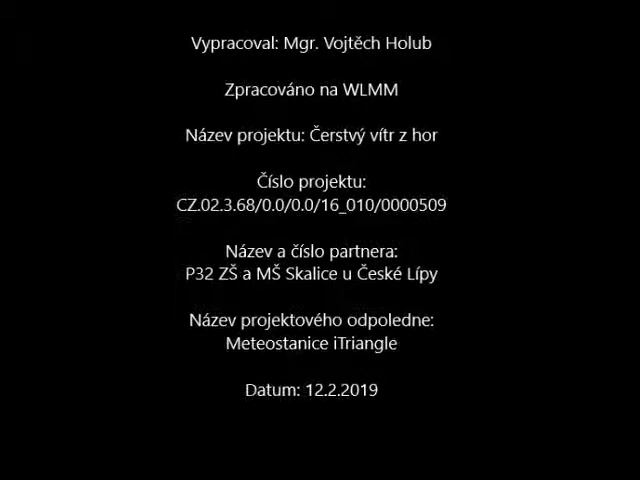 Vypracoval: Mgr. Vojtěch Holub
Zpracováno na WLMM
Název projektu: Čerstvý vítr z hor
Číslo projektu:
CZ.02.3.68/0.0/0.0/16_010/0000509
Název a číslo partnera:
P32 ZŠ a MŠ Skalice u České Lípy
Název projektového odpoledne:
Meteostanice iTriangle
Datum: 12.2.2019